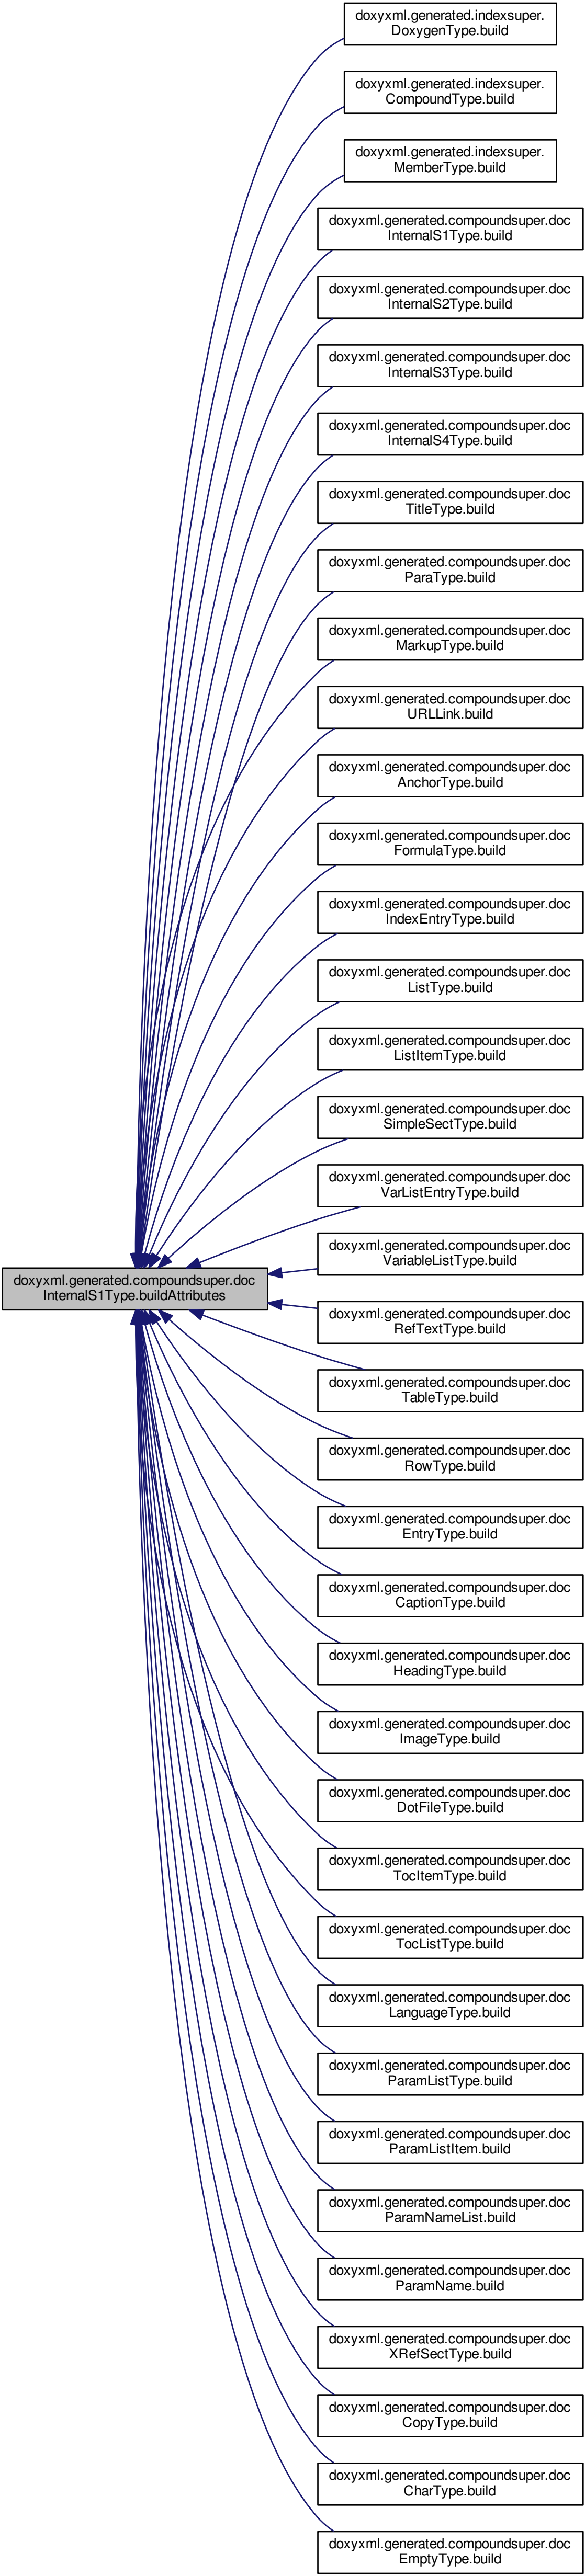 doxyxml.generated.indexsuper.
DoxygenType.build
doxyxml.generated.indexsuper.
CompoundType.build
doxyxml.generated.indexsuper.
MemberType.build
doxyxml.generated.compoundsuper.doc
InternalS1Type.build
doxyxml.generated.compoundsuper.doc
InternalS2Type.build
doxyxml.generated.compoundsuper.doc
InternalS3Type.build
doxyxml.generated.compoundsuper.doc
InternalS4Type.build
doxyxml.generated.compoundsuper.doc
TitleType.build
doxyxml.generated.compoundsuper.doc
ParaType.build
doxyxml.generated.compoundsuper.doc
MarkupType.build
doxyxml.generated.compoundsuper.doc
URLLink.build
doxyxml.generated.compoundsuper.doc
AnchorType.build
doxyxml.generated.compoundsuper.doc
FormulaType.build
doxyxml.generated.compoundsuper.doc
IndexEntryType.build
doxyxml.generated.compoundsuper.doc
ListType.build
doxyxml.generated.compoundsuper.doc
ListItemType.build
doxyxml.generated.compoundsuper.doc
SimpleSectType.build
doxyxml.generated.compoundsuper.doc
VarListEntryType.build
doxyxml.generated.compoundsuper.doc
VariableListType.build
doxyxml.generated.compoundsuper.doc
InternalS1Type.buildAttributes
doxyxml.generated.compoundsuper.doc
RefTextType.build
doxyxml.generated.compoundsuper.doc
TableType.build
doxyxml.generated.compoundsuper.doc
RowType.build
doxyxml.generated.compoundsuper.doc
EntryType.build
doxyxml.generated.compoundsuper.doc
CaptionType.build
doxyxml.generated.compoundsuper.doc
HeadingType.build
doxyxml.generated.compoundsuper.doc
ImageType.build
doxyxml.generated.compoundsuper.doc
DotFileType.build
doxyxml.generated.compoundsuper.doc
TocItemType.build
doxyxml.generated.compoundsuper.doc
TocListType.build
doxyxml.generated.compoundsuper.doc
LanguageType.build
doxyxml.generated.compoundsuper.doc
ParamListType.build
doxyxml.generated.compoundsuper.doc
ParamListItem.build
doxyxml.generated.compoundsuper.doc
ParamNameList.build
doxyxml.generated.compoundsuper.doc
ParamName.build
doxyxml.generated.compoundsuper.doc
XRefSectType.build
doxyxml.generated.compoundsuper.doc
CopyType.build
doxyxml.generated.compoundsuper.doc
CharType.build
doxyxml.generated.compoundsuper.doc
EmptyType.build